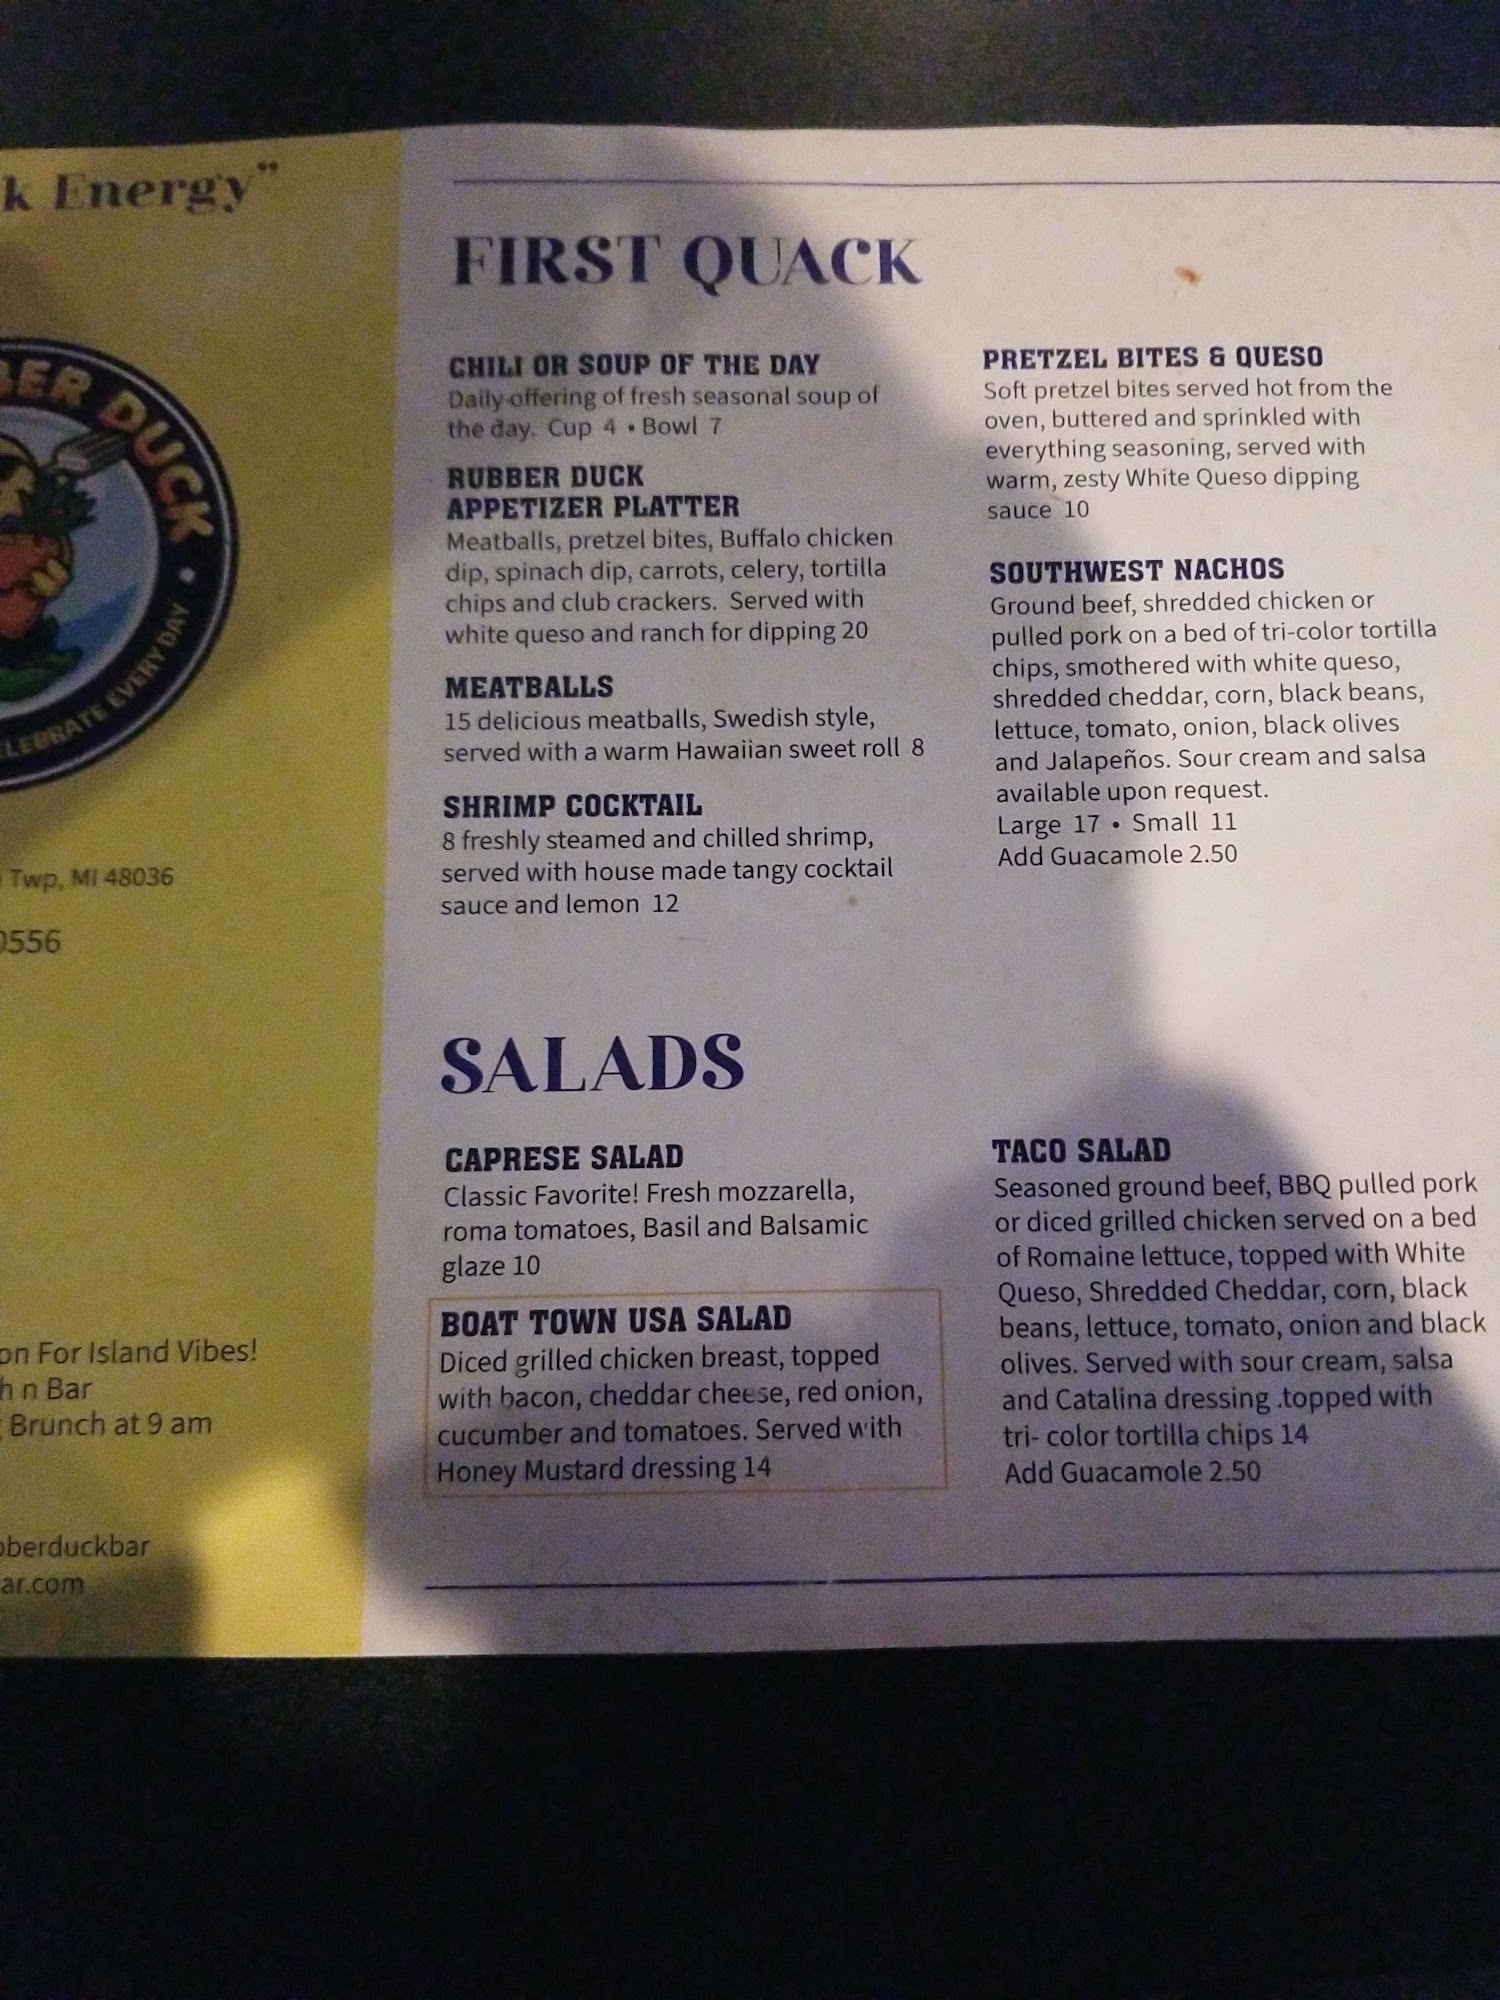 k Energy"
BER DUCK
CELEBRATE EVERY DAY
Twp, MI 48036
0556
on For Island Vibes!
h n Bar
Brunch at 9 am
berduckbar
ar.com
FIRST QUACK
CHILI OR SOUP OF THE DAY
Daily offering of fresh seasonal soup of
the day. Cup 4 • Bowl 7
RUBBER DUCK
APPETIZER PLATTER
Meatballs, pretzel bites, Buffalo chicken
dip, spinach dip, carrots, celery, tortilla
chips and club crackers. Served with
white queso and ranch for dipping 20
MEATBALLS
15 delicious meatballs, Swedish style,
served with a warm Hawaiian sweet roll 8
SHRIMP COCKTAIL
8 freshly steamed and chilled shrimp,
served with house made tangy cocktail
sauce and lemon 12
PRETZEL BITES & QUESO
Soft pretzel bites served hot from the
oven, buttered and sprinkled with
everything seasoning, served with
warm, zesty White Queso dipping
sauce 10
SOUTHWEST NACHOS
Ground beef, shredded chicken or
pulled pork on a bed of tri-color tortilla
chips, smothered with white queso,
shredded cheddar, corn, black beans,
lettuce, tomato, onion, black olives
and Jalapeños. Sour cream and salsa
available upon request.
Large 17 • Small 11
Add Guacamole 2.50
SALADS
CAPRESE SALAD
Classic Favorite! Fresh mozzarella,
roma tomatoes, Basil and Balsamic
glaze 10
BOAT TOWN USA SALAD
Diced grilled chicken breast, topped
with bacon, cheddar cheese, red onion,
cucumber and tomatoes. Served with
Honey Mustard dressing 14
TACO SALAD
Seasoned ground beef, BBQ pulled pork
or diced grilled chicken served on a bed
of Romaine lettuce, topped with White
Queso, Shredded Cheddar, corn, black
beans, lettuce, tomato, onion and black
olives. Served with sour cream, salsa
and Catalina dressing .topped with
tri- color tortilla chips 14
Add Guacamole 2.50